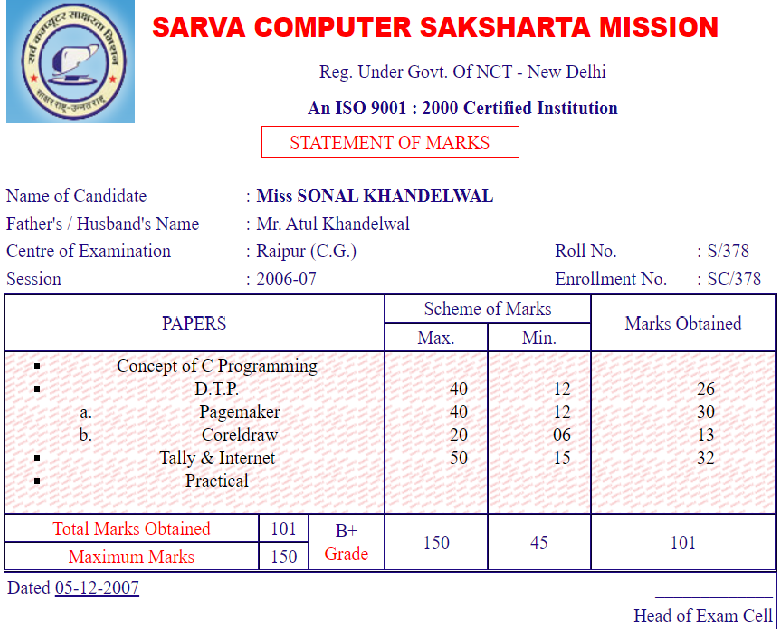 सर्व कम्प्यूटर साक्षरता मिशन
साक्षर राष्ट्र-उन्नत राष्ट्र
SARVA COMPUTER SAKSHARTA MISSION
Reg. Under Govt. Of NCT - New Delhi
An ISO 9001 : 2000 Certified Institution
STATEMENT OF MARKS
Name of Candidate : Miss SONAL KHANDELWAL
Father's / Husband's Name : Mr. Atul Khandelwal
Centre of Examination : Raipur (C.G.) Roll No. : S/378
Session : 2006-07 Enrollment No. : SC/378
PAPERS Scheme of Marks Marks Obtained
Max. Min.
▪ Concept of C Programming
▪ D.T.P. 40 12 26
a. Pagemaker 40 12 30
b. Coreldraw 20 06 13
▪ Tally & Internet 50 15 32
▪ Practical
Total Marks Obtained 101 B+ Grade 150 45 101
Maximum Marks 150
Dated 05-12-2007
Head of Exam Cell